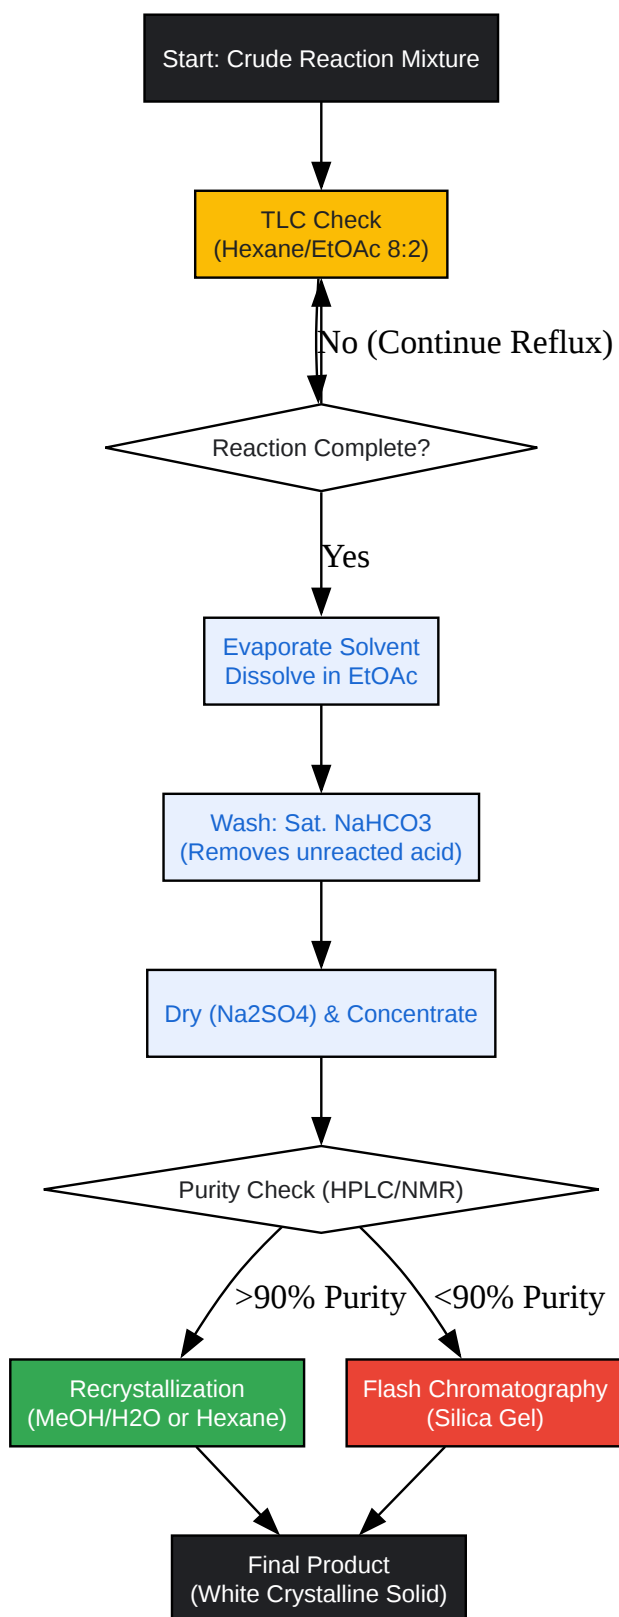 Start: Crude Reaction Mixture
TLC Check
(Hexane/EtOAc 8:2)
No (Continue Reflux)
Reaction Complete?
Yes
Evaporate Solvent
Dissolve in EtOAc
Wash: Sat. NaHCO3
(Removes unreacted acid)
Dry (Na2SO4) & Concentrate
Purity Check (HPLC/NMR)
>90% Purity
<90% Purity
Recrystallization
(MeOH/H2O or Hexane)
Flash Chromatography
(Silica Gel)
Final Product
(White Crystalline Solid)